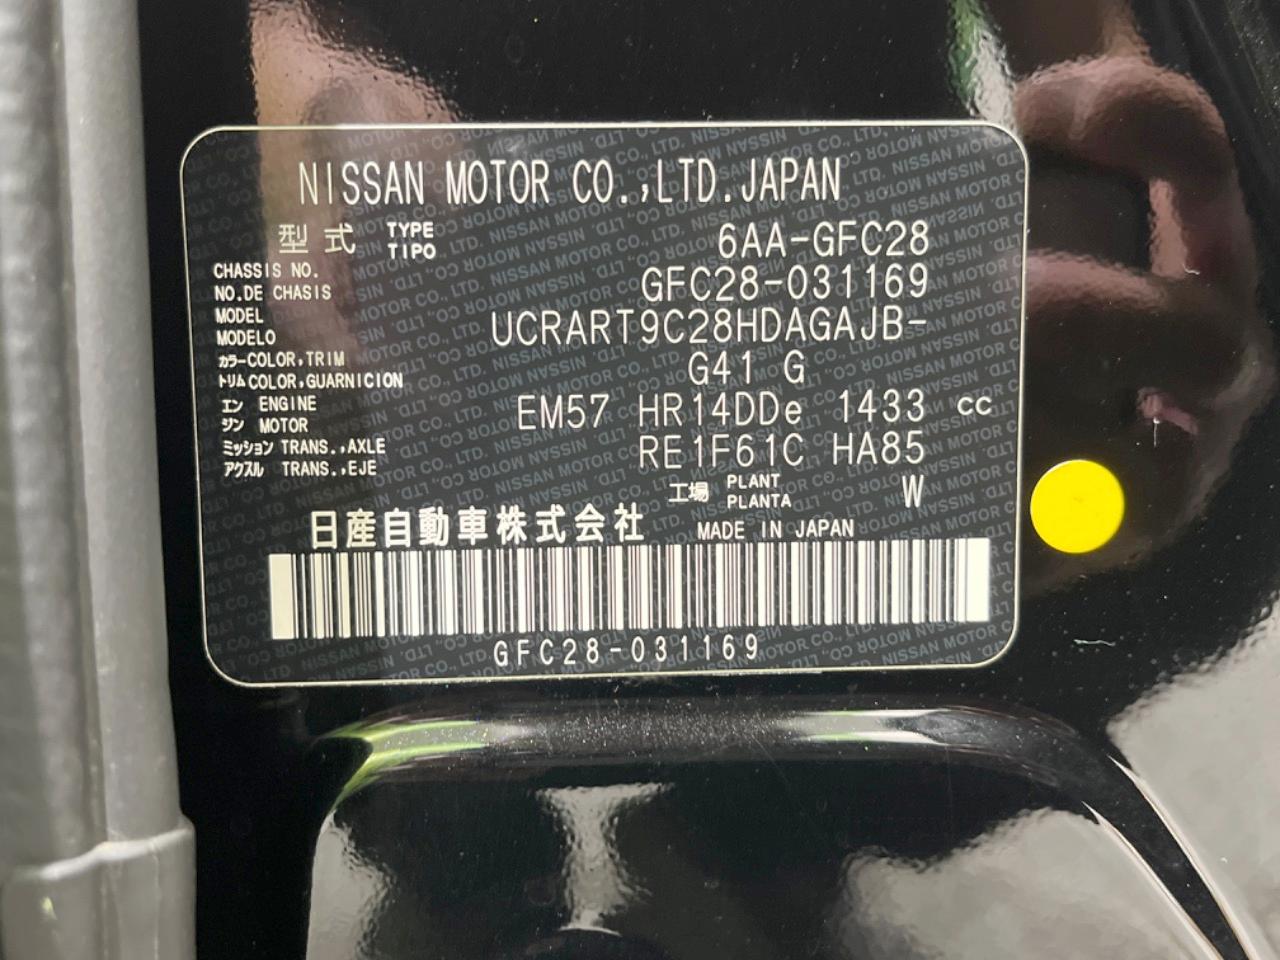 NISSAN MOTOR CO.,LTD.JAPAN
型式 TYPE TIPO 6AA-GFC28
CHASSIS NO.
NO.DE CHASIS GFC28-031169
MODEL
MODELO UCRART9C28HDAGAJB-
カラー COLOR,TRIM
トリム COLOR,GUARNICION G41 G
エン ENGINE
ジン MOTOR EM57 HR14DDe 1433 cc
ミッション TRANS.,AXLE
アクスル TRANS.,EJE RE1F61C HA85
工場 PLANT PLANTA W
日産自動車株式会社 MADE IN JAPAN
GFC28-031169